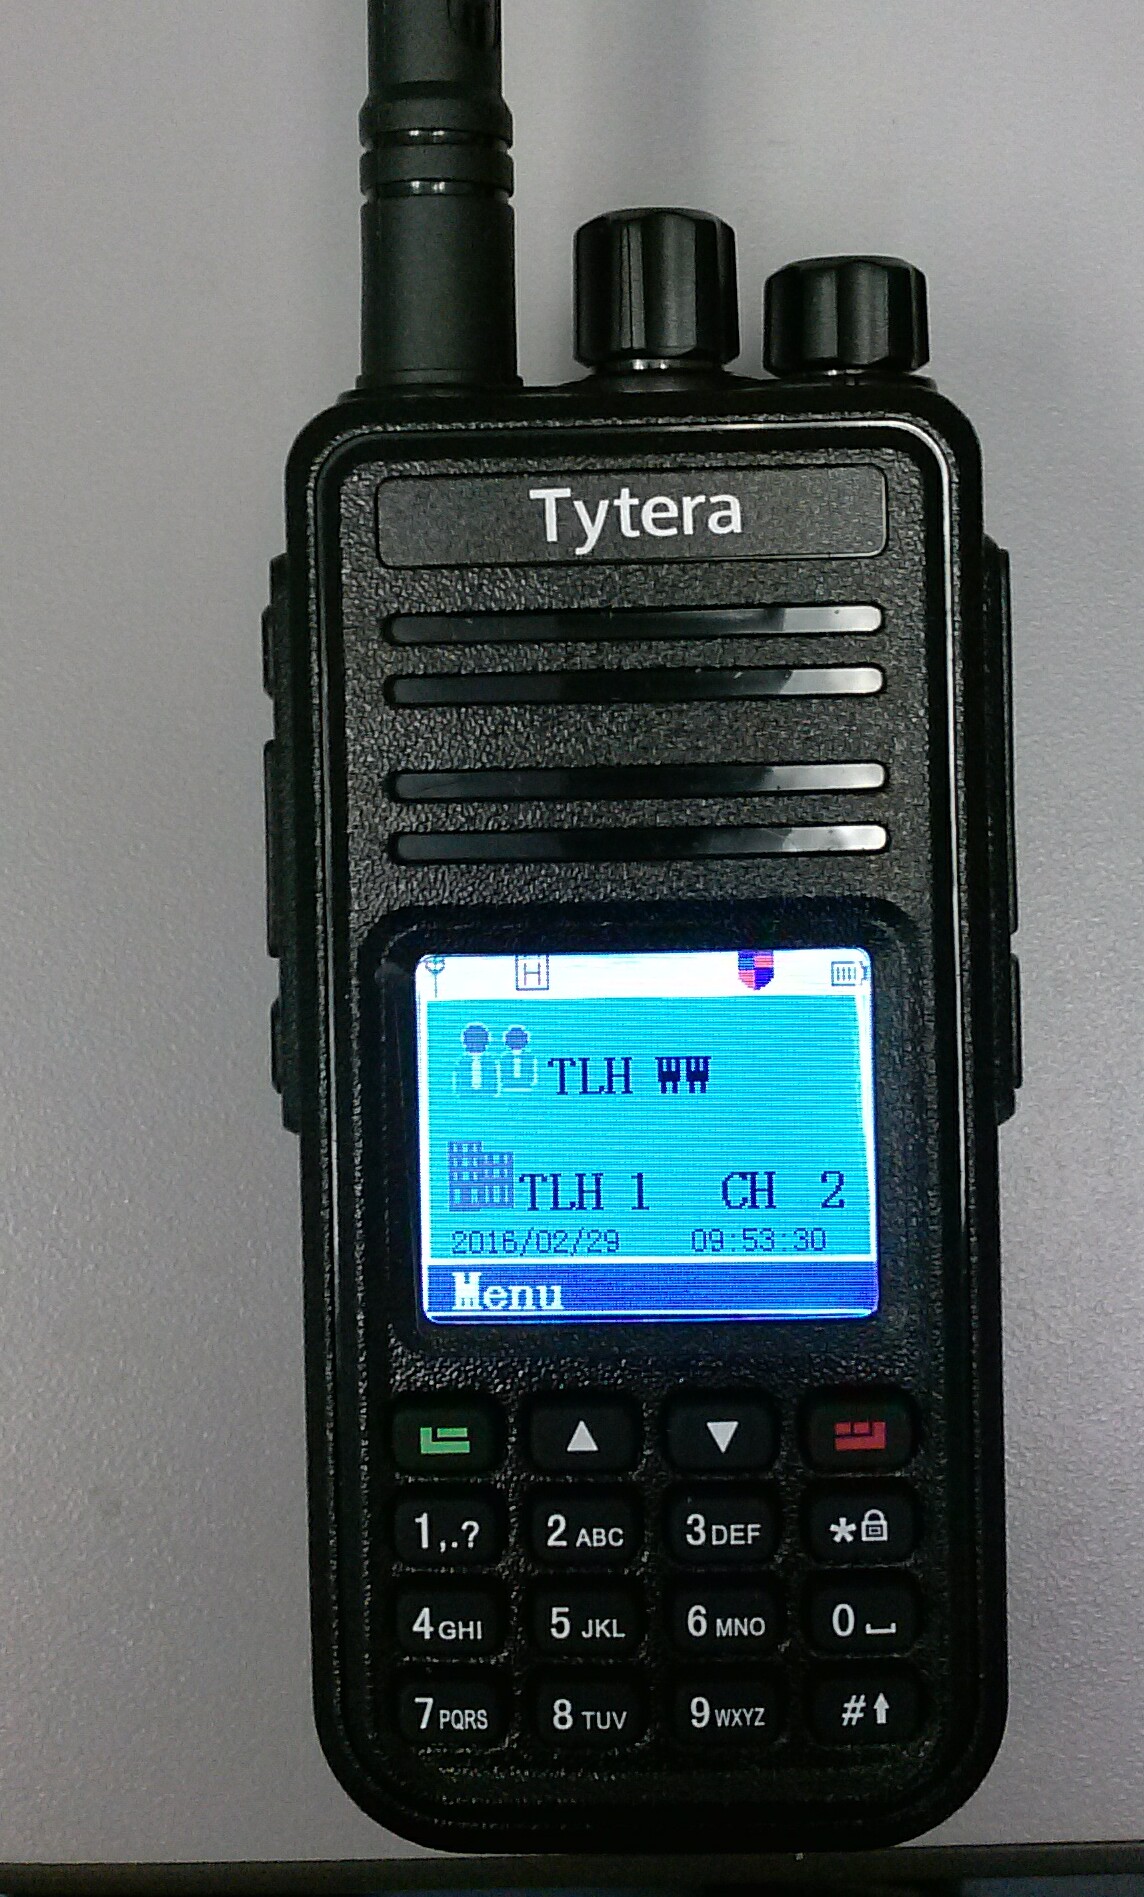 Tytera
H
TLH WW
TLH 1 CH 2
2016/02/29 09:53:30
Menu
1,.? 2 ABC 3 DEF *
4 GHI 5 JKL 6 MNO 0
7 PQRS 8 TUV 9 WXYZ #